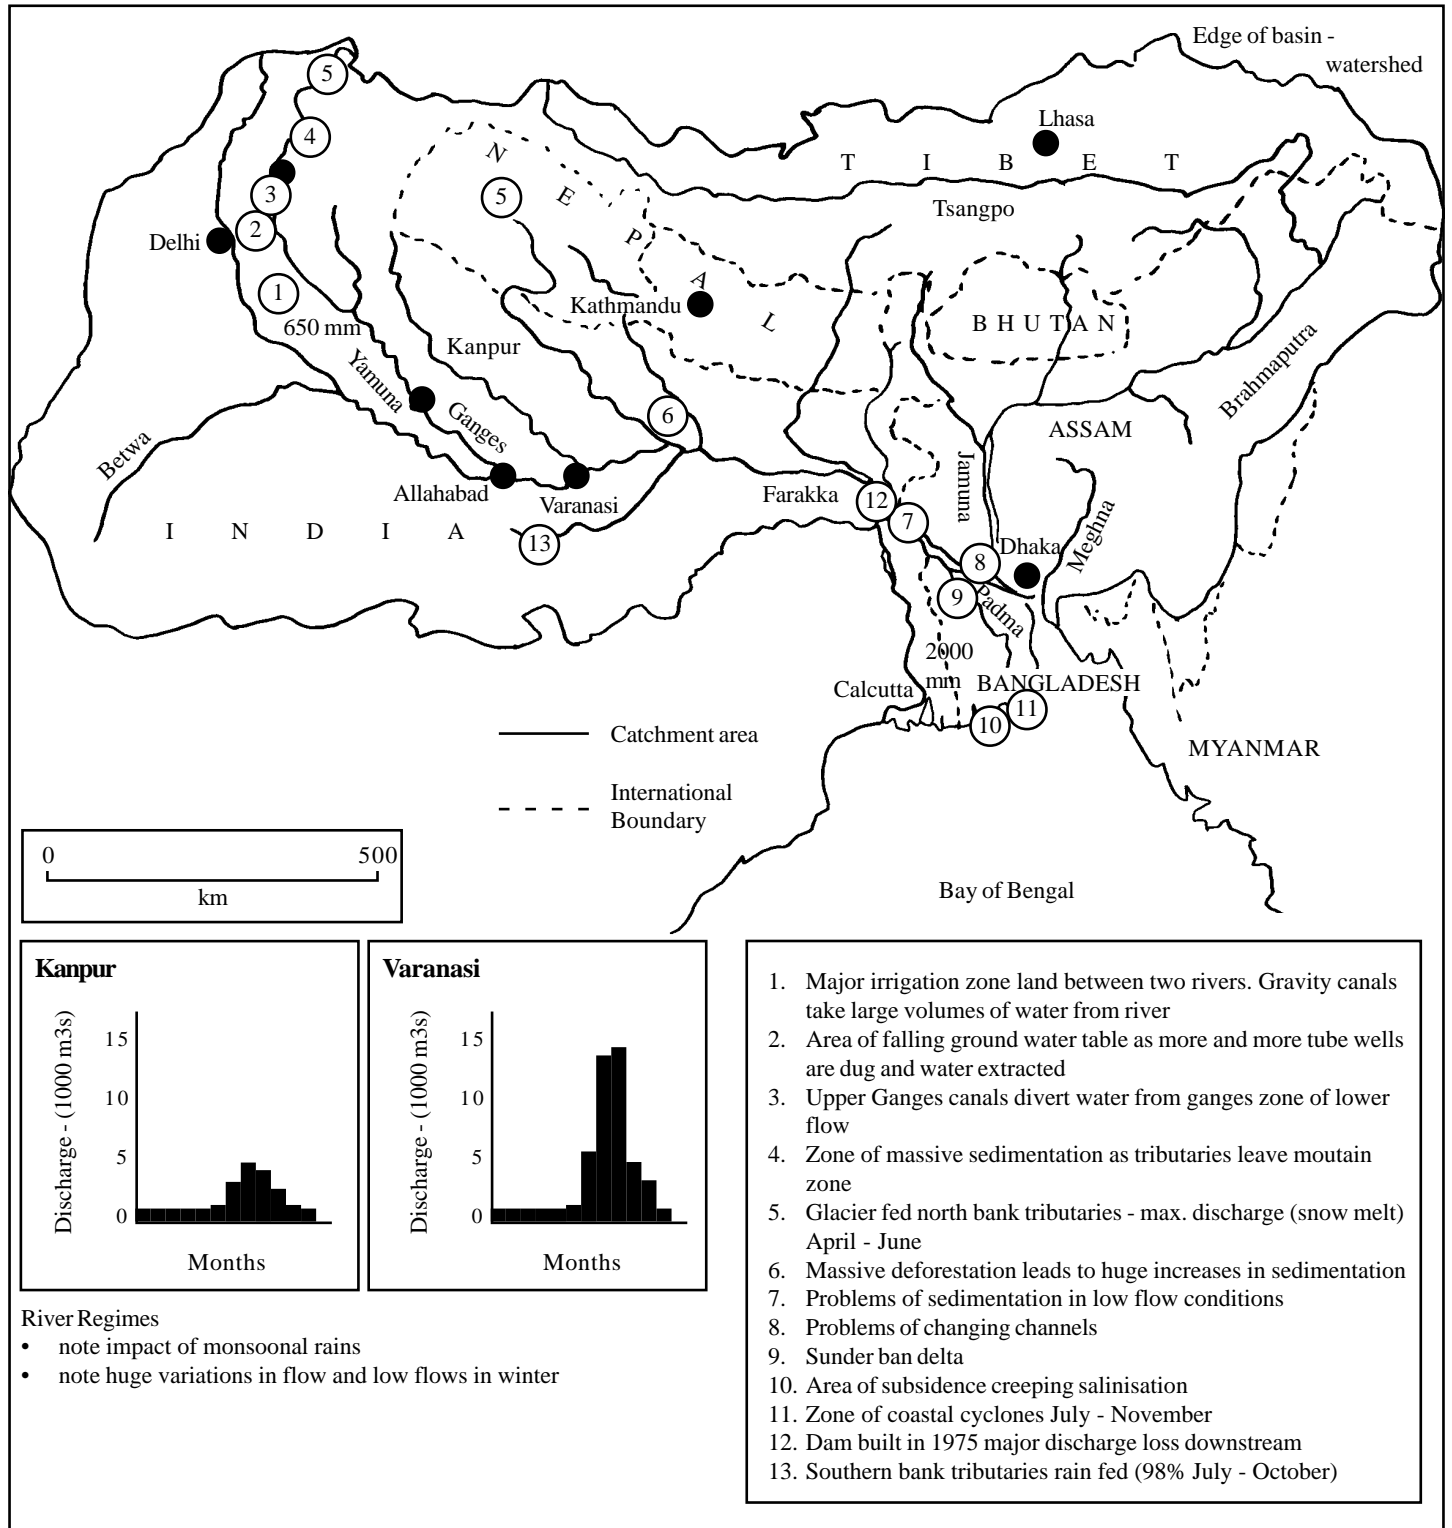 Edge of basin -
watershed
5
4
Lhasa
N E P A L
5
T I B E T
3
Tsangpo
2
Delhi
1
Kathmandu
650 mm
B H U T A N
Kanpur
Yamuna
Ganges
Brahmaputra
6
ASSAM
Betwa
Jamuna
Allahabad
Varanasi
Farakka
12
Meghna
7
I N D I A
13
8
Dhaka
9
Padma
2000
mm
Calcutta
BANGLADESH
11
10
MYANMAR
Catchment area
International
Boundary
0 500
km
Bay of Bengal
Kanpur
Discharge - (1000 m3s)
15
10
5
0
Months
Varanasi
Discharge - (1000 m3s)
15
10
5
0
Months
River Regimes
• note impact of monsoonal rains
• note huge variations in flow and low flows in winter
1. Major irrigation zone land between two rivers. Gravity canals
take large volumes of water from river
2. Area of falling ground water table as more and more tube wells
are dug and water extracted
3. Upper Ganges canals divert water from ganges zone of lower
flow
4. Zone of massive sedimentation as tributaries leave moutain
zone
5. Glacier fed north bank tributaries - max. discharge (snow melt)
April - June
6. Massive deforestation leads to huge increases in sedimentation
7. Problems of sedimentation in low flow conditions
8. Problems of changing channels
9. Sunder ban delta
10. Area of subsidence creeping salinisation
11. Zone of coastal cyclones July - November
12. Dam built in 1975 major discharge loss downstream
13. Southern bank tributaries rain fed (98% July - October)